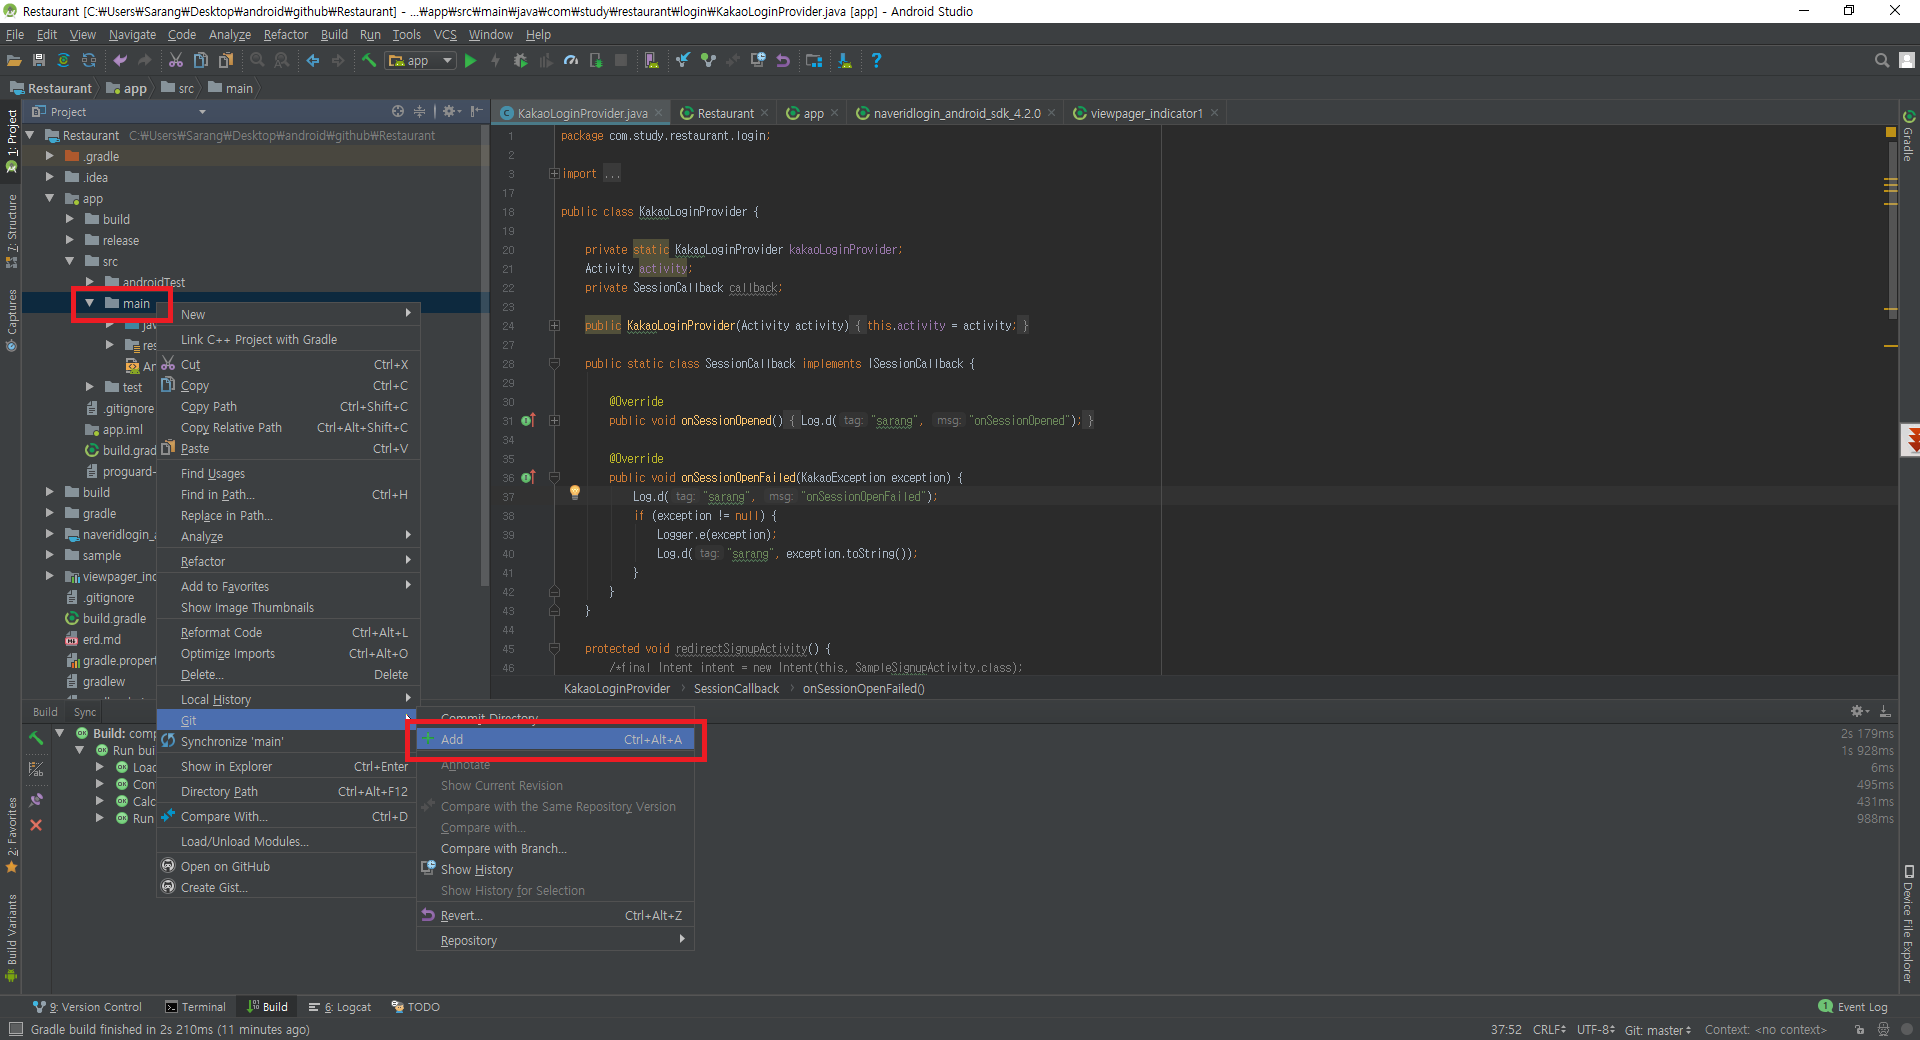 Restaurant [C:₩Users₩Sarang₩Desktop₩android₩github₩Restaurant] - ...₩app₩src₩main₩java₩com₩study₩restaurant₩login₩KakaoLoginProvider.java [app] - Android Studio
File Edit View Navigate Code Analyze Refactor Build Run Tools VCS Window Help
app
Restaurant app src main
Project
KakaoLoginProvider.java Restaurant app naveridlogin_android_sdk_4.2.0 viewpager_indicator1
1: Project
7: Structure
Captures
2: Favorites
Build Variants
Restaurant C:₩Users₩Sarang₩Desktop₩android₩github₩Restaurant
.gradle
.idea
app
build
release
src
androidTest
main
jav
res
An
test
.gitignore
app.iml
build.grad
proguard-
build
gradle
naveridlogin_a
sample
viewpager_inc
.gitignore
build.gradle
erd.md
gradle.propert
gradlew
New
Link C++ Project with Gradle
Cut Ctrl+X
Copy Ctrl+C
Copy Path Ctrl+Shift+C
Copy Relative Path Ctrl+Alt+Shift+C
Paste Ctrl+V
Find Usages
Find in Path... Ctrl+H
Replace in Path...
Analyze
Refactor
Add to Favorites
Show Image Thumbnails
Reformat Code Ctrl+Alt+L
Optimize Imports Ctrl+Alt+O
Delete... Delete
Local History
Git
Synchronize 'main'
Show in Explorer Ctrl+Enter
Directory Path Ctrl+Alt+F12
Compare With... Ctrl+D
Load/Unload Modules...
Open on GitHub
Create Gist...
Commit Directory
Add Ctrl+Alt+A
Annotate
Show Current Revision
Compare with the Same Repository Version
Compare with...
Compare with Branch...
Show History
Show History for Selection
Revert... Ctrl+Alt+Z
Repository
1 package com.study.restaurant.login;
2
3 import ...
17
18 public class KakaoLoginProvider {
19
20 private static KakaoLoginProvider kakaoLoginProvider;
21 Activity activity;
22 private SessionCallback callback;
23
24 public KakaoLoginProvider(Activity activity) { this.activity = activity; }
27
28 public static class SessionCallback implements ISessionCallback {
29
30 @Override
31 public void onSessionOpened() { Log.d( tag: "sarang", msg: "onSessionOpened"); }
34
35 @Override
36 public void onSessionOpenFailed(KakaoException exception) {
37 Log.d( tag: "sarang", msg: "onSessionOpenFailed");
38 if (exception != null) {
39 Logger.e(exception);
40 Log.d( tag: "sarang", exception.toString());
41 }
42 }
43 }
44
45 protected void redirectSignupActivity() {
46 /*final Intent intent = new Intent(this, SampleSignupActivity.class);
KakaoLoginProvider SessionCallback onSessionOpenFailed()
Build Sync
Build: comp 2s 179ms
Run bui 1s 928ms
Loac 6ms
Con 495ms
Calc 431ms
Run 988ms
Gradle
Device File Explorer
9: Version Control Terminal Build 6: Logcat TODO 1 Event Log
Gradle build finished in 2s 210ms (11 minutes ago) 37:52 CRLF UTF-8 Git: master Context: <no context>